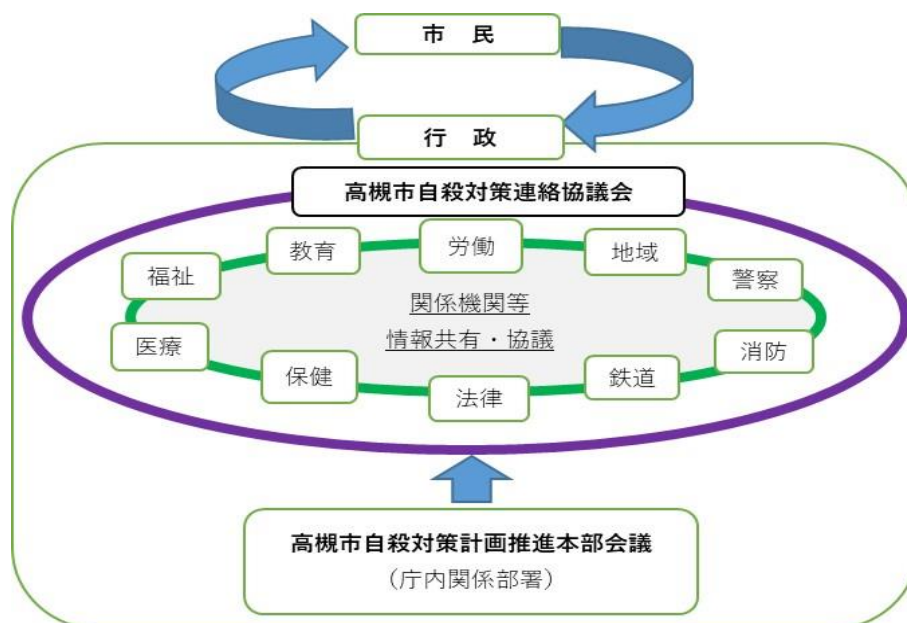 市　民
行　政
高槻市自殺対策連絡協議会
福祉
教育
労働
地域
警察
関係機関等
情報共有・協議
医療
保健
法律
鉄道
消防
高槻市自殺対策計画推進本部会議
（庁内関係部署）